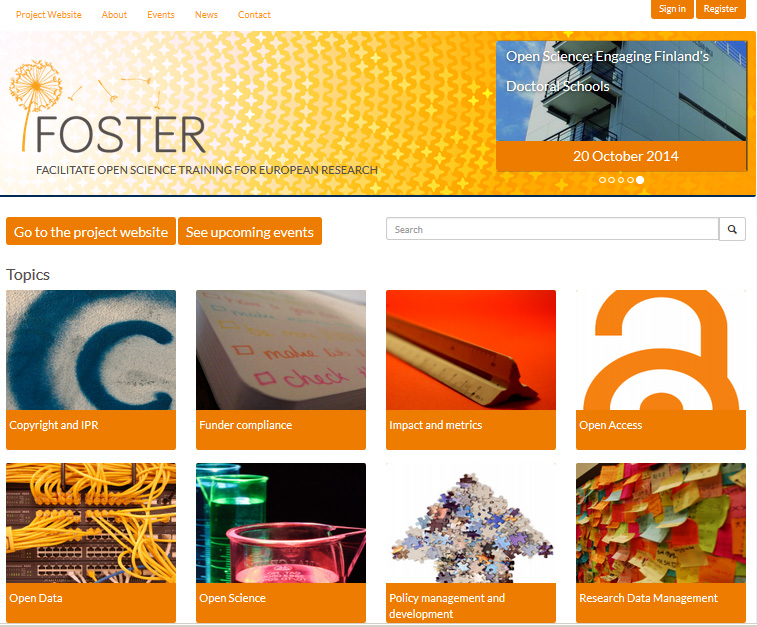 Project Website About Events News Contact Sign in Register
Open Science: Engaging Finland's
Doctoral Schools
20 October 2014
FOSTER
FACILITATE OPEN SCIENCE TRAINING FOR EUROPEAN RESEARCH
Go to the project website See upcoming events Search
Topics
make
check
Copyright and IPR Funder compliance Impact and metrics Open Access
Open Data Open Science Policy management and
development Research Data Management